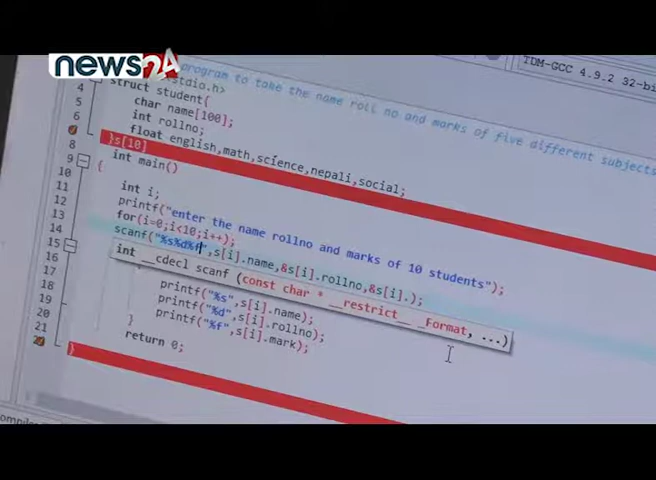 news24
TDM-GCC 4.9.2 32-bi
program to take the name roll no and marks of five different subjects
<stdio.h>
4 struct student{
5 char name[100];
6 int rollno;
float english,math,science,nepali,social;
8 }s[10]
9 int main()
10 {
11 int i;
12 printf("enter the name rollno and marks of 10 students");
13 for(i=0;i<10;i++);
14 scanf("%s%d%f",s[i].name,&s[i].rollno,&s[i].);
15
int __cdecl scanf (const char * __restrict__ _Format, ...)
16
17 printf("%s",s[i].name);
18 printf("%d",s[i].rollno);
19 printf("%f",s[i].mark);
20 }
21 return 0;
}